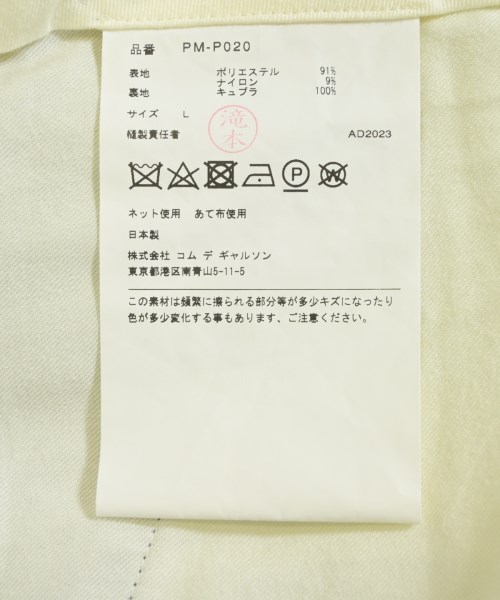 品番 PM-P020
表地 ポリエステル 91%
ナイロン 9%
裏地 キュプラ 100%
サイズ L
滝本
縫製責任者 AD2023
P W
ネット使用 あて布使用
日本製
株式会社 コム デ ギャルソン
東京都港区南青山5-11-5
この素材は頻繁に擦られる部分等が多少キズになったり
色が多少変化する事もあります、ご注意ください。